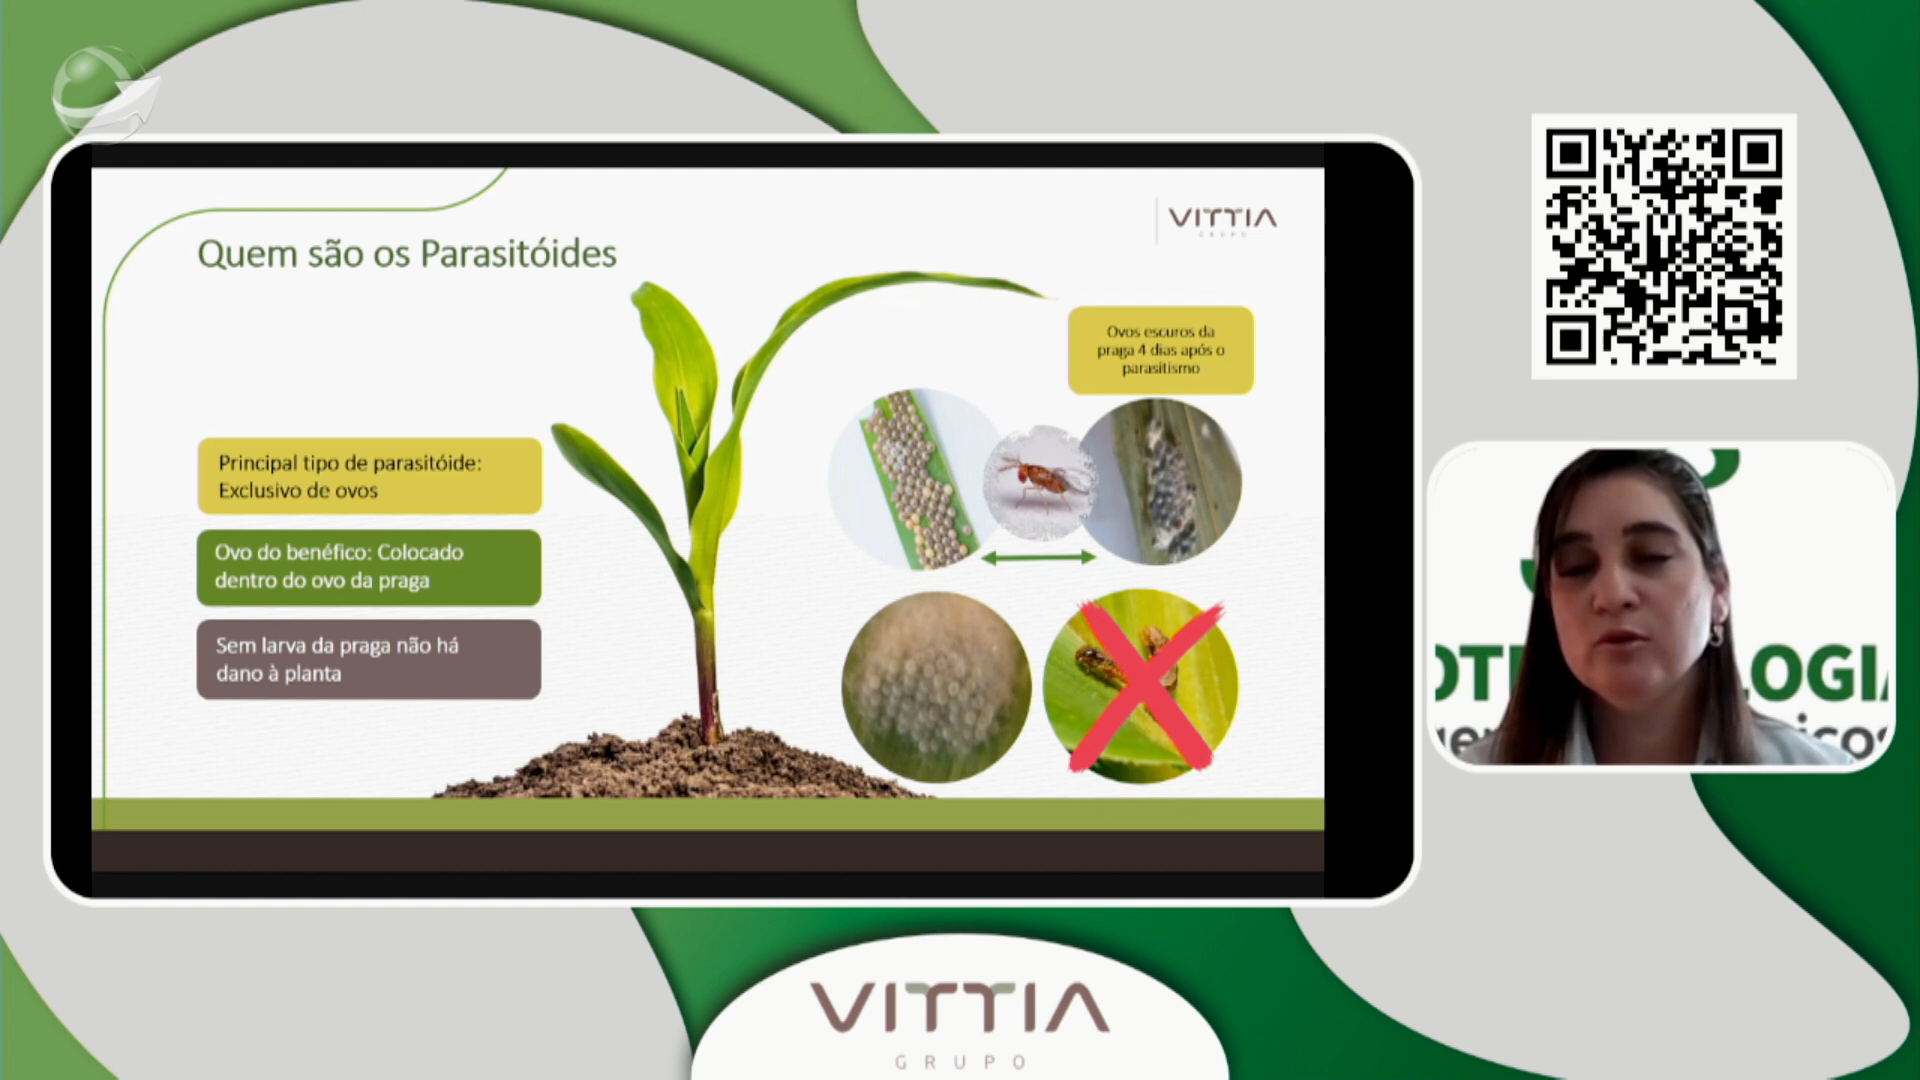 Quem são os Parasitóides
VITTIA
GRUPO
Ovos escuros da
praga 4 dias após o
parasitismo
Principal tipo de parasitóide:
Exclusivo de ovos
Ovo do benéfico: Colocado
dentro do ovo da praga
Sem larva da praga não há
dano à planta
OGIA
VITTIA
GRUPO